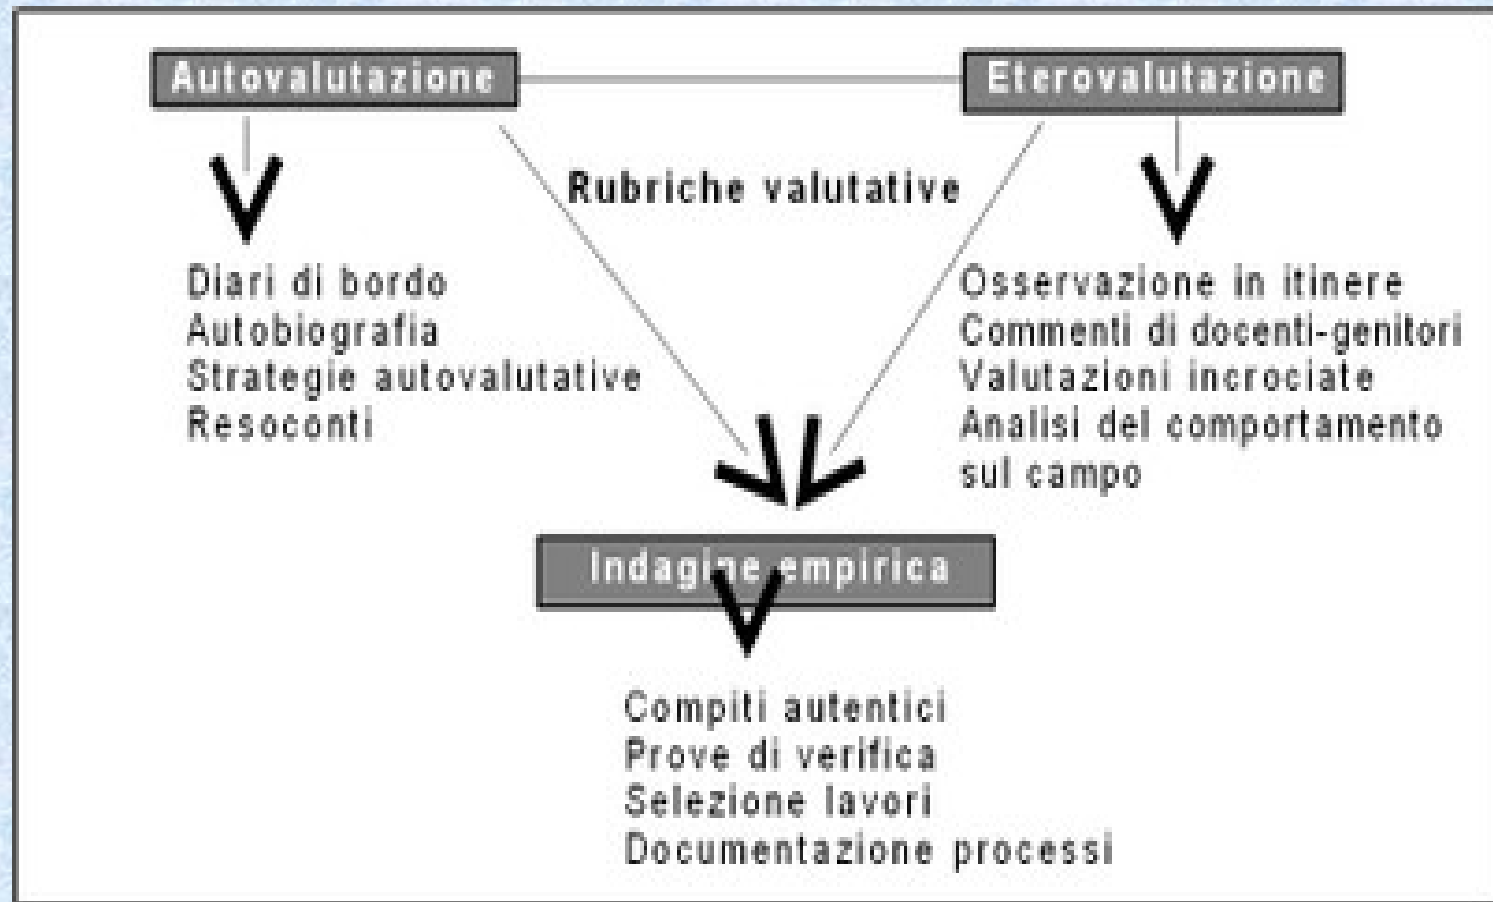 Autovalutazione
Eterovalutazione
Rubriche valutative
Diari di bordo
Autobiografia
Strategie autovalutative
Resoconti
Osservazione in itinere
Commenti di docenti-genitori
Valutazioni incrociate
Analisi del comportamento
sul campo
Indagine empirica
Compiti autentici
Prove di verifica
Selezione lavori
Documentazione processi